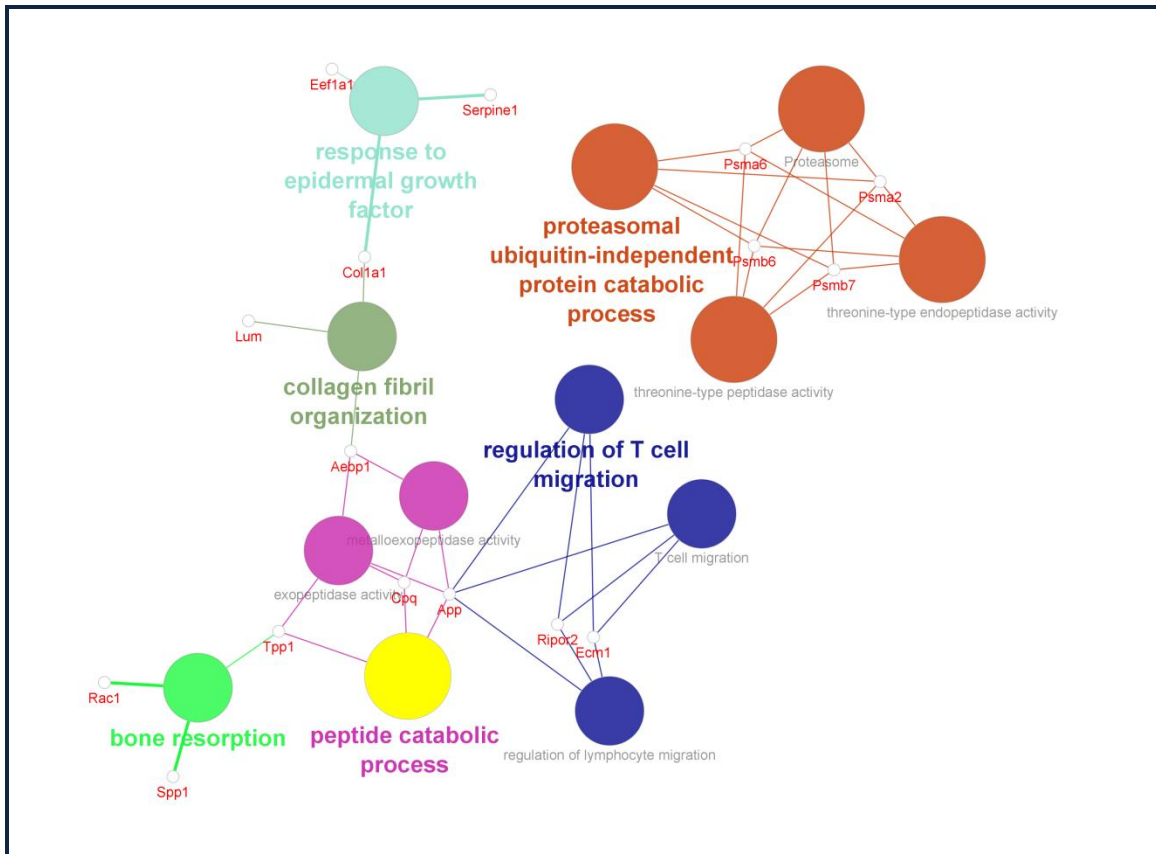 Eef1a1
Serpine1
response to
epidermal growth
factor
Psma6
Proteasome
Psma2
proteasomal
ubiquitin-independent
protein catabolic
process
Psmb6
Psmb7
threonine-type endopeptidase activity
threonine-type peptidase activity
Col1a1
Lum
collagen fibril
organization
regulation of T cell
migration
Aebp1
metalloexopeptidase activity
T cell migration
exopeptidase activity
Cpq
App
Ripor2
Ecm1
Tpp1
Rac1
bone resorption
peptide catabolic
process
regulation of lymphocyte migration
Spp1